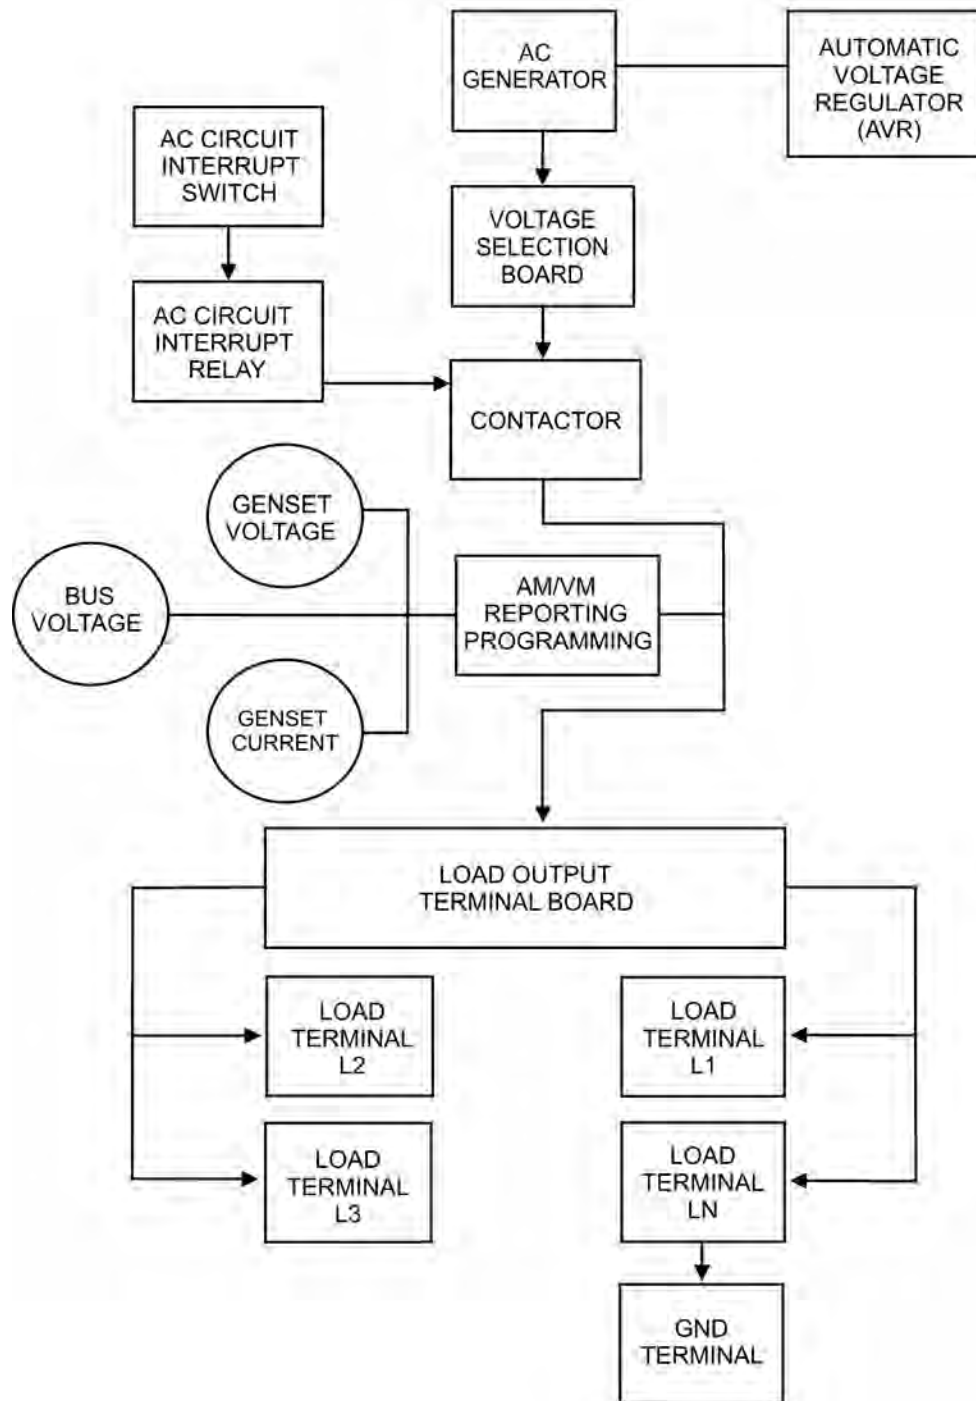 AC
GENERATOR
AUTOMATIC
VOLTAGE
REGULATOR
(AVR)
AC CIRCUIT
INTERRUPT
SWITCH
VOLTAGE
SELECTION
BOARD
AC CIRCUIT
INTERRUPT
RELAY
CONTACTOR
GENSET
VOLTAGE
BUS
VOLTAGE
AM/VM
REPORTING
PROGRAMMING
GENSET
CURRENT
LOAD OUTPUT
TERMINAL BOARD
LOAD
TERMINAL
L2
LOAD
TERMINAL
L1
LOAD
TERMINAL
L3
LOAD
TERMINAL
LN
GND
TERMINAL